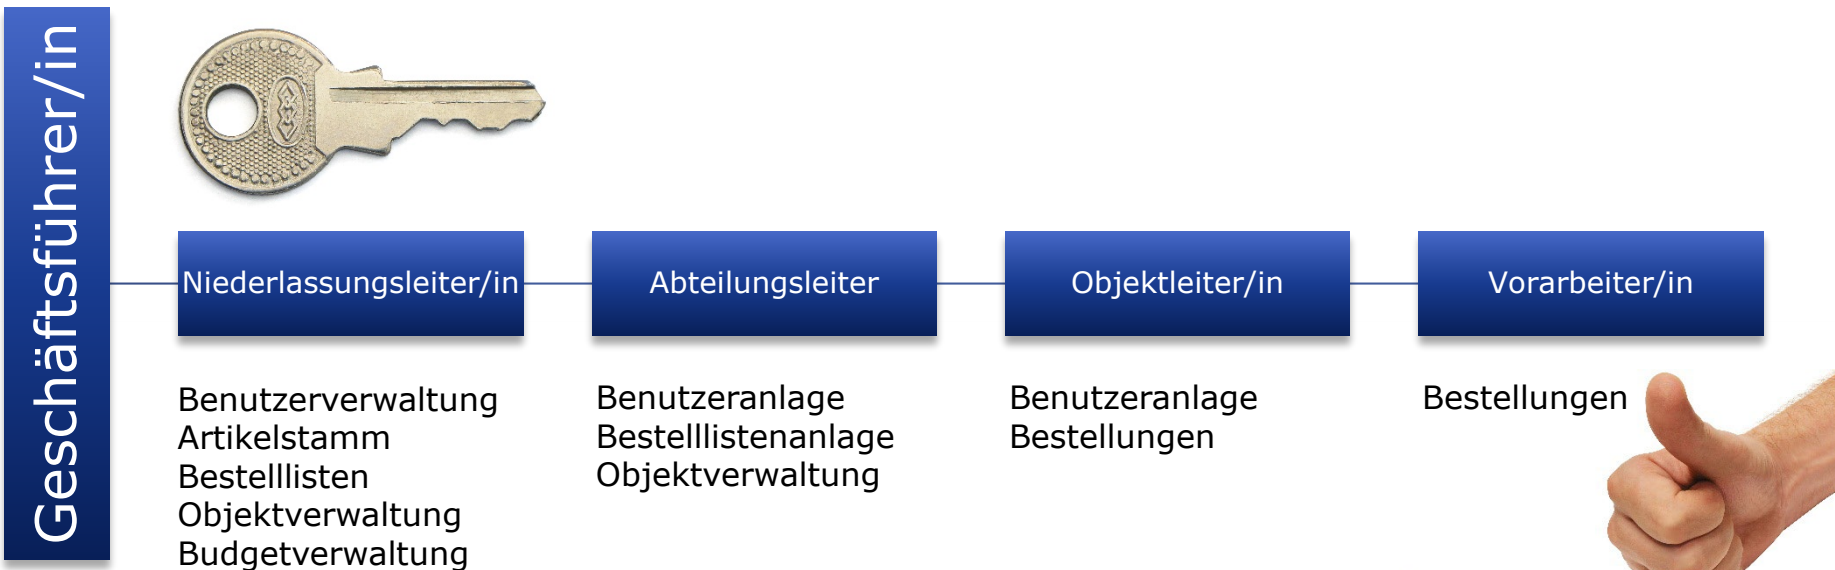 Geschäftsführer/in
Niederlassungsleiter/in
Abteilungsleiter
Objektleiter/in
Vorarbeiter/in
Benutzerverwaltung
Artikelstamm
Bestelllisten
Objektverwaltung
Budgetverwaltung
Benutzeranlage
Bestelllistenanlage
Objektverwaltung
Benutzeranlage
Bestellungen
Bestellungen